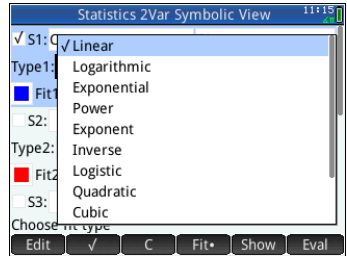 Statistics 2Var Symbolic View 11:15
√ S1:
Type1: √ Linear
Logarithmic
Fit1 Exponential
Power
S2: Exponent
Type2: Inverse
Logistic
Fit2 Quadratic
S3: Cubic
Choose fit type
Edit √ C Fit• Show Eval